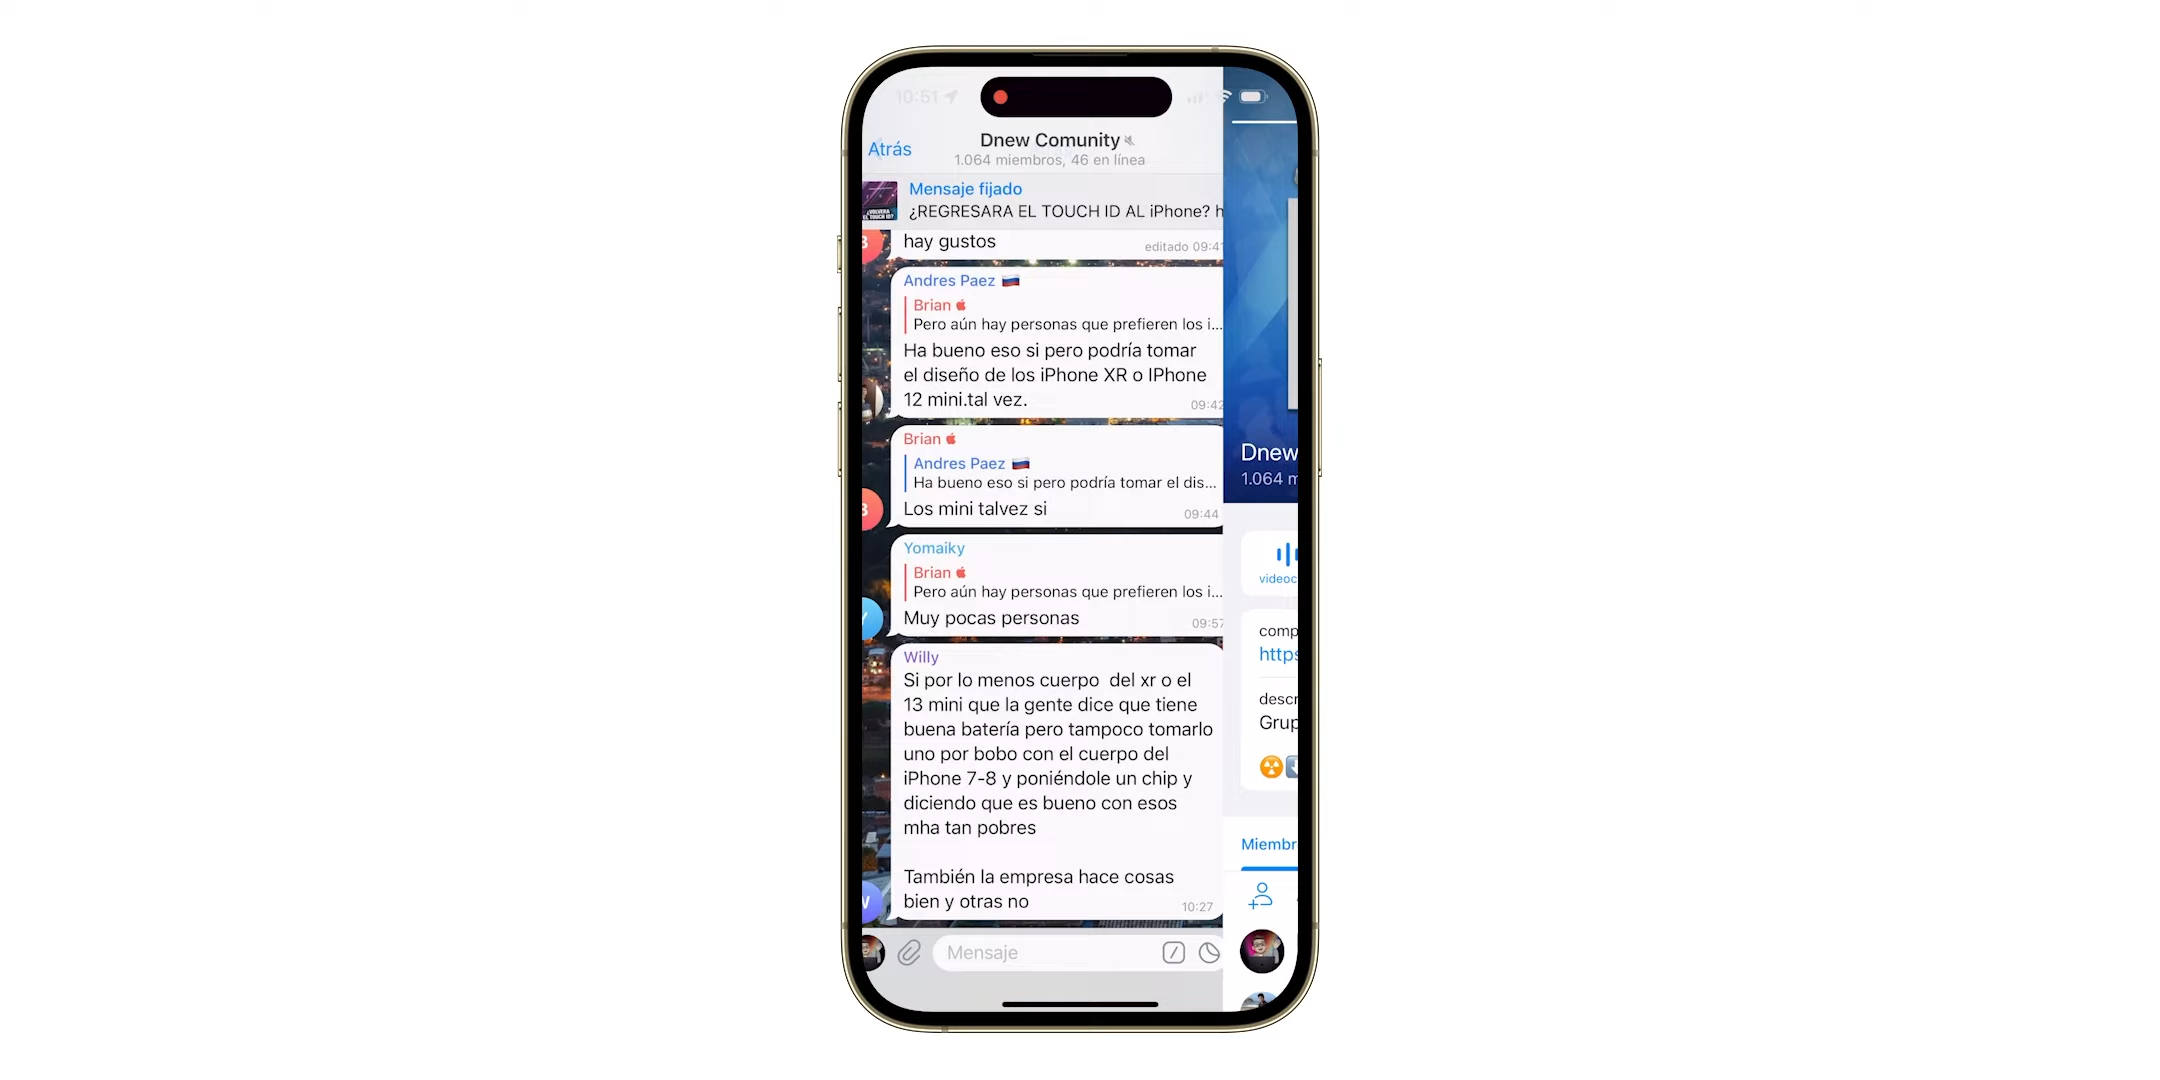 10:51
Atrás
Dnew Comunity
1.064 miembros, 46 en línea
Mensaje fijado
¿REGRESARA EL TOUCH ID AL iPhone? h
¿VOLVERA
EL TOUCH ID?
hay gustos
editado 09:41
Andres Paez
Brian
Pero aún hay personas que prefieren los i...
Ha bueno eso si pero podría tomar
el diseño de los iPhone XR o IPhone
12 mini.tal vez.
09:42
Brian
Andres Paez
Ha bueno eso si pero podría tomar el dis...
Los mini talvez si
09:44
Yomaiky
Brian
Pero aún hay personas que prefieren los i...
Muy pocas personas
09:57
Willy
Si por lo menos cuerpo  del xr o el
13 mini que la gente dice que tiene
buena batería pero tampoco tomarlo
uno por bobo con el cuerpo del
iPhone 7-8 y poniéndole un chip y
diciendo que es bueno con esos
mha tan pobres
También la empresa hace cosas
bien y otras no
10:27
Mensaje
Dnew
1.064 m
videoc
comp
https
descr
Grup
Miembr